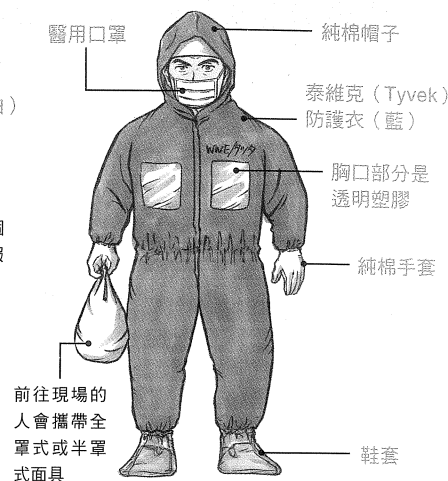 醫用口罩
純棉帽子
泰維克（Tyvek）
防護衣（藍）
胸口部分是
透明塑膠
純棉手套
前往現場的
人會攜帶全
罩式或半罩
式面具
鞋套